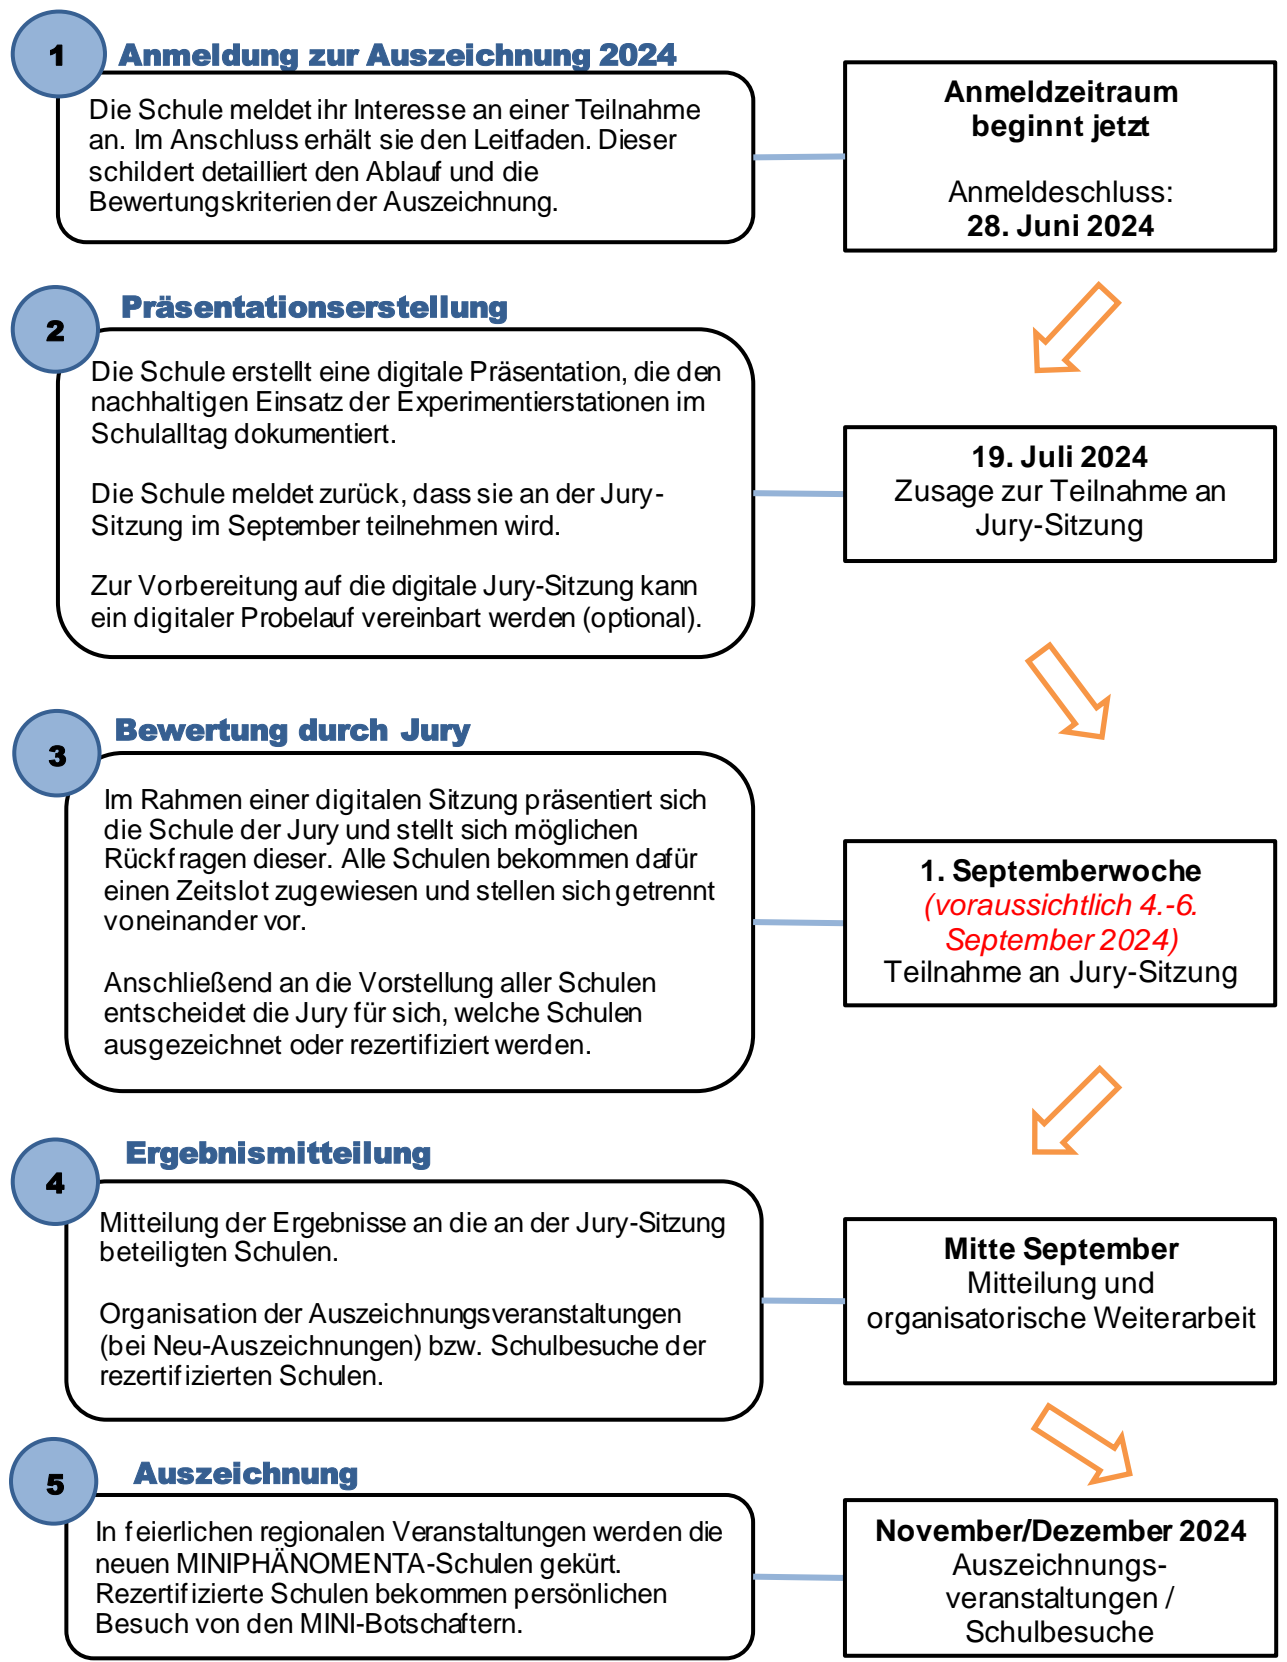 1
Anmeldung zur Auszeichnung 2024
Die Schule meldet ihr Interesse an einer Teilnahme
an. Im Anschluss erhält sie den Leitfaden. Dieser
schildert detailliert den Ablauf und die
Bewertungskriterien der Auszeichnung.
Anmeldzeitraum
beginnt jetzt
Anmeldeschluss:
28. Juni 2024
2
Präsentationserstellung
Die Schule erstellt eine digitale Präsentation, die den
nachhaltigen Einsatz der Experimentierstationen im
Schulalltag dokumentiert.
Die Schule meldet zurück, dass sie an der Jury-
Sitzung im September teilnehmen wird.
Zur Vorbereitung auf die digitale Jury-Sitzung kann
ein digitaler Probelauf vereinbart werden (optional).
19. Juli 2024
Zusage zur Teilnahme an
Jury-Sitzung
3
Bewertung durch Jury
Im Rahmen einer digitalen Sitzung präsentiert sich
die Schule der Jury und stellt sich möglichen
Rückfragen dieser. Alle Schulen bekommen dafür
einen Zeitslot zugewiesen und stellen sich getrennt
voneinander vor.
Anschließend an die Vorstellung aller Schulen
entscheidet die Jury für sich, welche Schulen
ausgezeichnet oder rezertifiziert werden.
1. Septemberwoche
(voraussichtlich 4.-6.
September 2024)
Teilnahme an Jury-Sitzung
4
Ergebnismitteilung
Mitteilung der Ergebnisse an die an der Jury-Sitzung
beteiligten Schulen.
Organisation der Auszeichnungsveranstaltungen
(bei Neu-Auszeichnungen) bzw. Schulbesuche der
rezertifizierten Schulen.
Mitte September
Mitteilung und
organisatorische Weiterarbeit
5
Auszeichnung
In feierlichen regionalen Veranstaltungen werden die
neuen MINIPHÄNOMENTA-Schulen gekürt.
Rezertifizierte Schulen bekommen persönlichen
Besuch von den MINI-Botschaftern.
November/Dezember 2024
Auszeichnungs-
veranstaltungen /
Schulbesuche